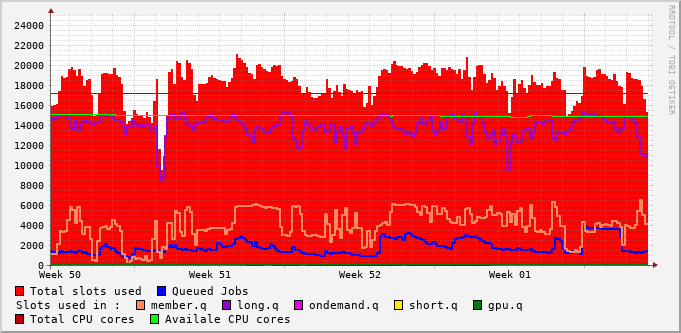 RRDTOOL / TOBI OETIKER
24000
22000
20000
18000
16000
14000
12000
10000
8000
6000
4000
2000
0
Week 50 Week 51 Week 52 Week 01
Total slots used Queued Jobs
Slots used in : member.q long.q ondemand.q short.q gpu.q
Total CPU cores Availale CPU cores